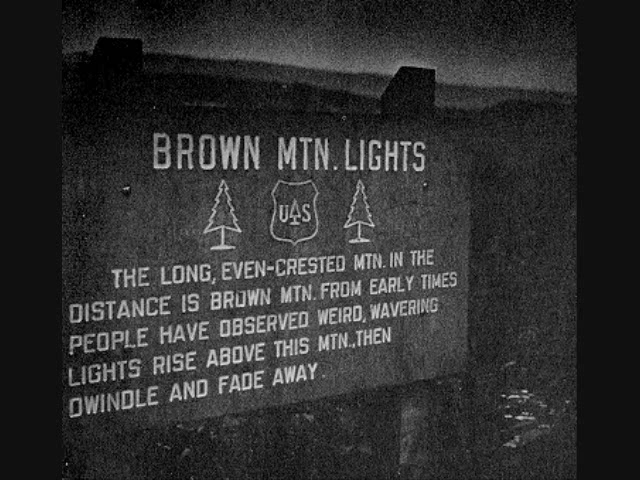 BROWN MTN. LIGHTS
U S
THE LONG, EVEN-CRESTED MTN. IN THE
DISTANCE IS BROWN MTN. FROM EARLY TIMES
PEOPLE HAVE OBSERVED WEIRD, WAVERING
LIGHTS RISE ABOVE THIS MTN., THEN
DWINDLE AND FADE AWAY.